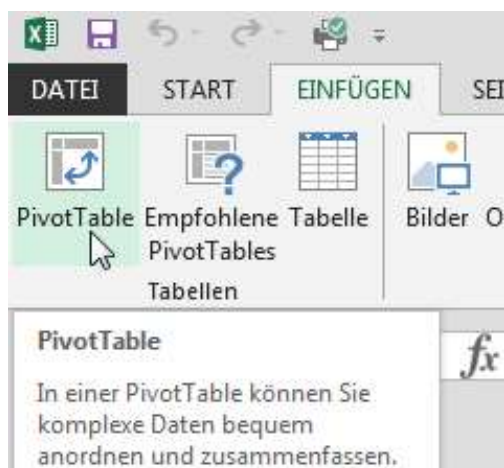 DATEI START EINFÜGEN SEI
PivotTable Empfohlene Tabelle Bilder O
PivotTables
Tabellen
PivotTable
fx
In einer PivotTable können Sie
komplexe Daten bequem
anordnen und zusammenfassen.